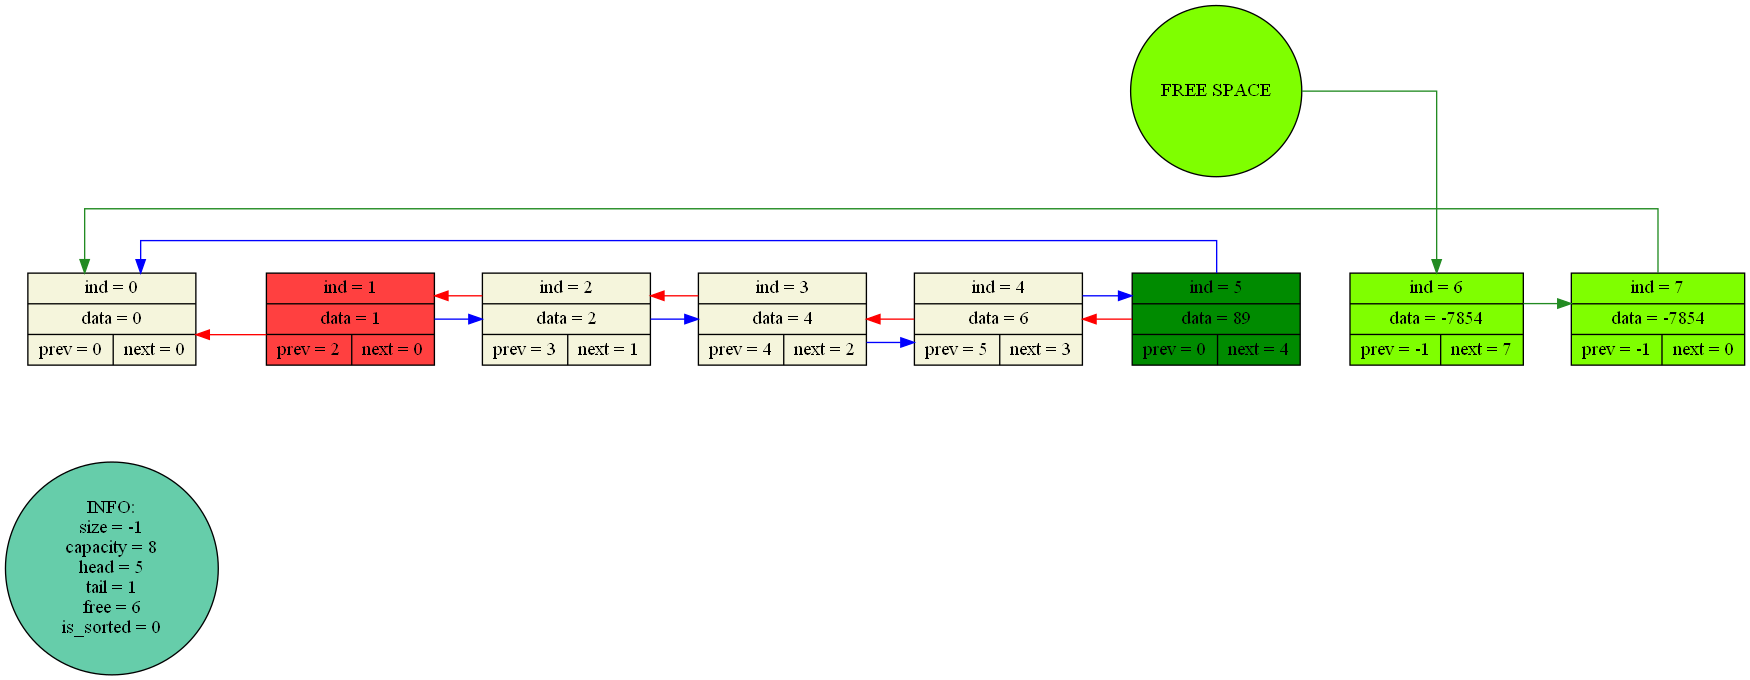 FREE SPACE
ind = 0
data = 0
prev = 0 next = 0
ind = 1
data = 1
prev = 2 next = 0
ind = 2
data = 2
prev = 3 next = 1
ind = 3
data = 4
prev = 4 next = 2
ind = 4
data = 6
prev = 5 next = 3
ind = 5
data = 89
prev = 0 next = 4
ind = 6
data = -7854
prev = -1 next = 7
ind = 7
data = -7854
prev = -1 next = 0
INFO:
size = -1
capacity = 8
head = 5
tail = 1
free = 6
is_sorted = 0